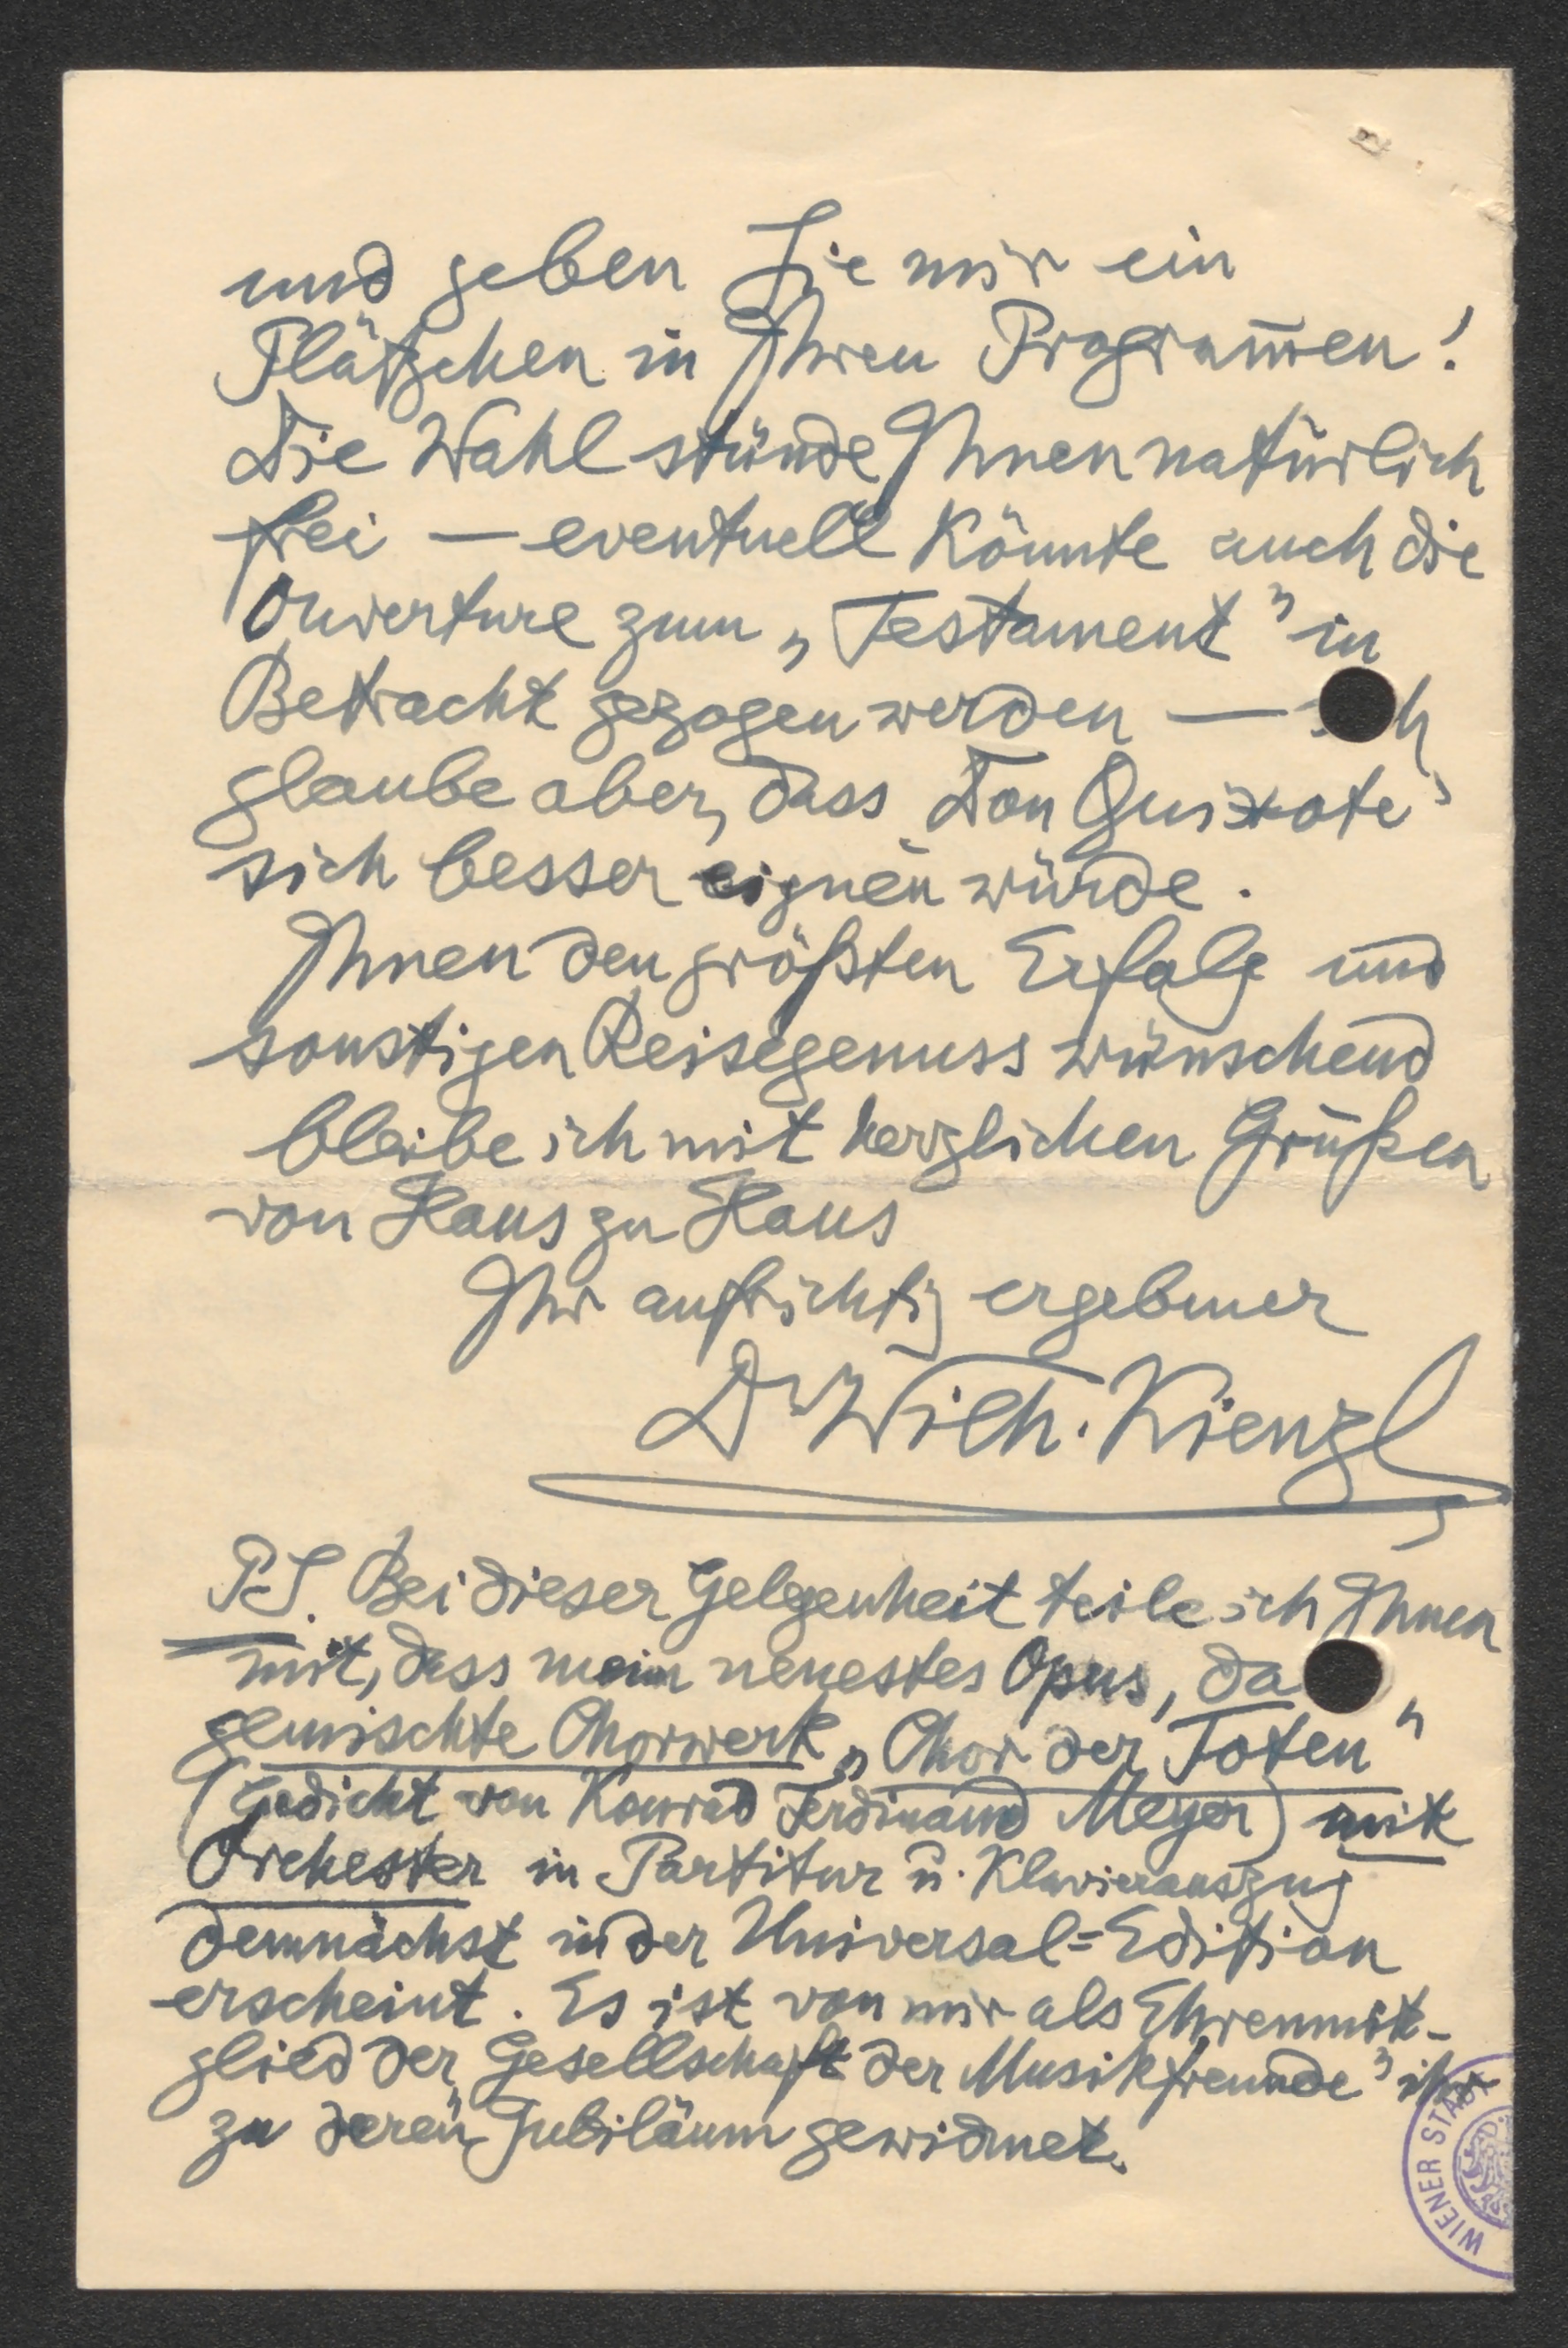 und geben Sie mir ein
Plätzchen in Ihren Programm̄en!
Die Wahl stünde Ihnen natürlich
frei — eventuell könnte auch die
Ouverture zum „Testament" in
Betracht gezogen werden — ich
glaube aber, dass „Don Quixote"
sich besser eignen würde.
Ihnen den größten Erfolg und
sonstigen Reisegenuss wünschend
bleibe ich mit herzlichen Grüßen
von Haus zu Haus
Ihr aufrichtig ergebener
Dr Wilh. Kienzl
P.S. Bei dieser Gelegenheit teile ich Ihnen
mit, dass mein neuestes Opus, das
gemischte Chorwerk „Chor der Toten"
(Gedicht von Konrad Ferdinand Meyer) mit
Orchester in Partitur u. Klavierauszug
demnächst in der Universal=Edition
erscheint. Es ist von mir als Ehrenmit-
glied der „Gesellschaft der Musikfreunde" ihr
zu deren Jubiläum gewidmet.
WIENER STADT